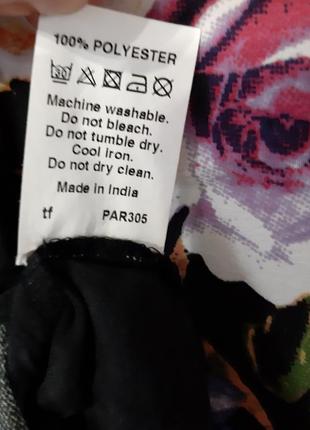 100% POLYESTER
30
Machine washable.
Do not bleach.
Do not tumble dry.
Cool iron.
Do not dry clean.
Made in India
tf PAR305